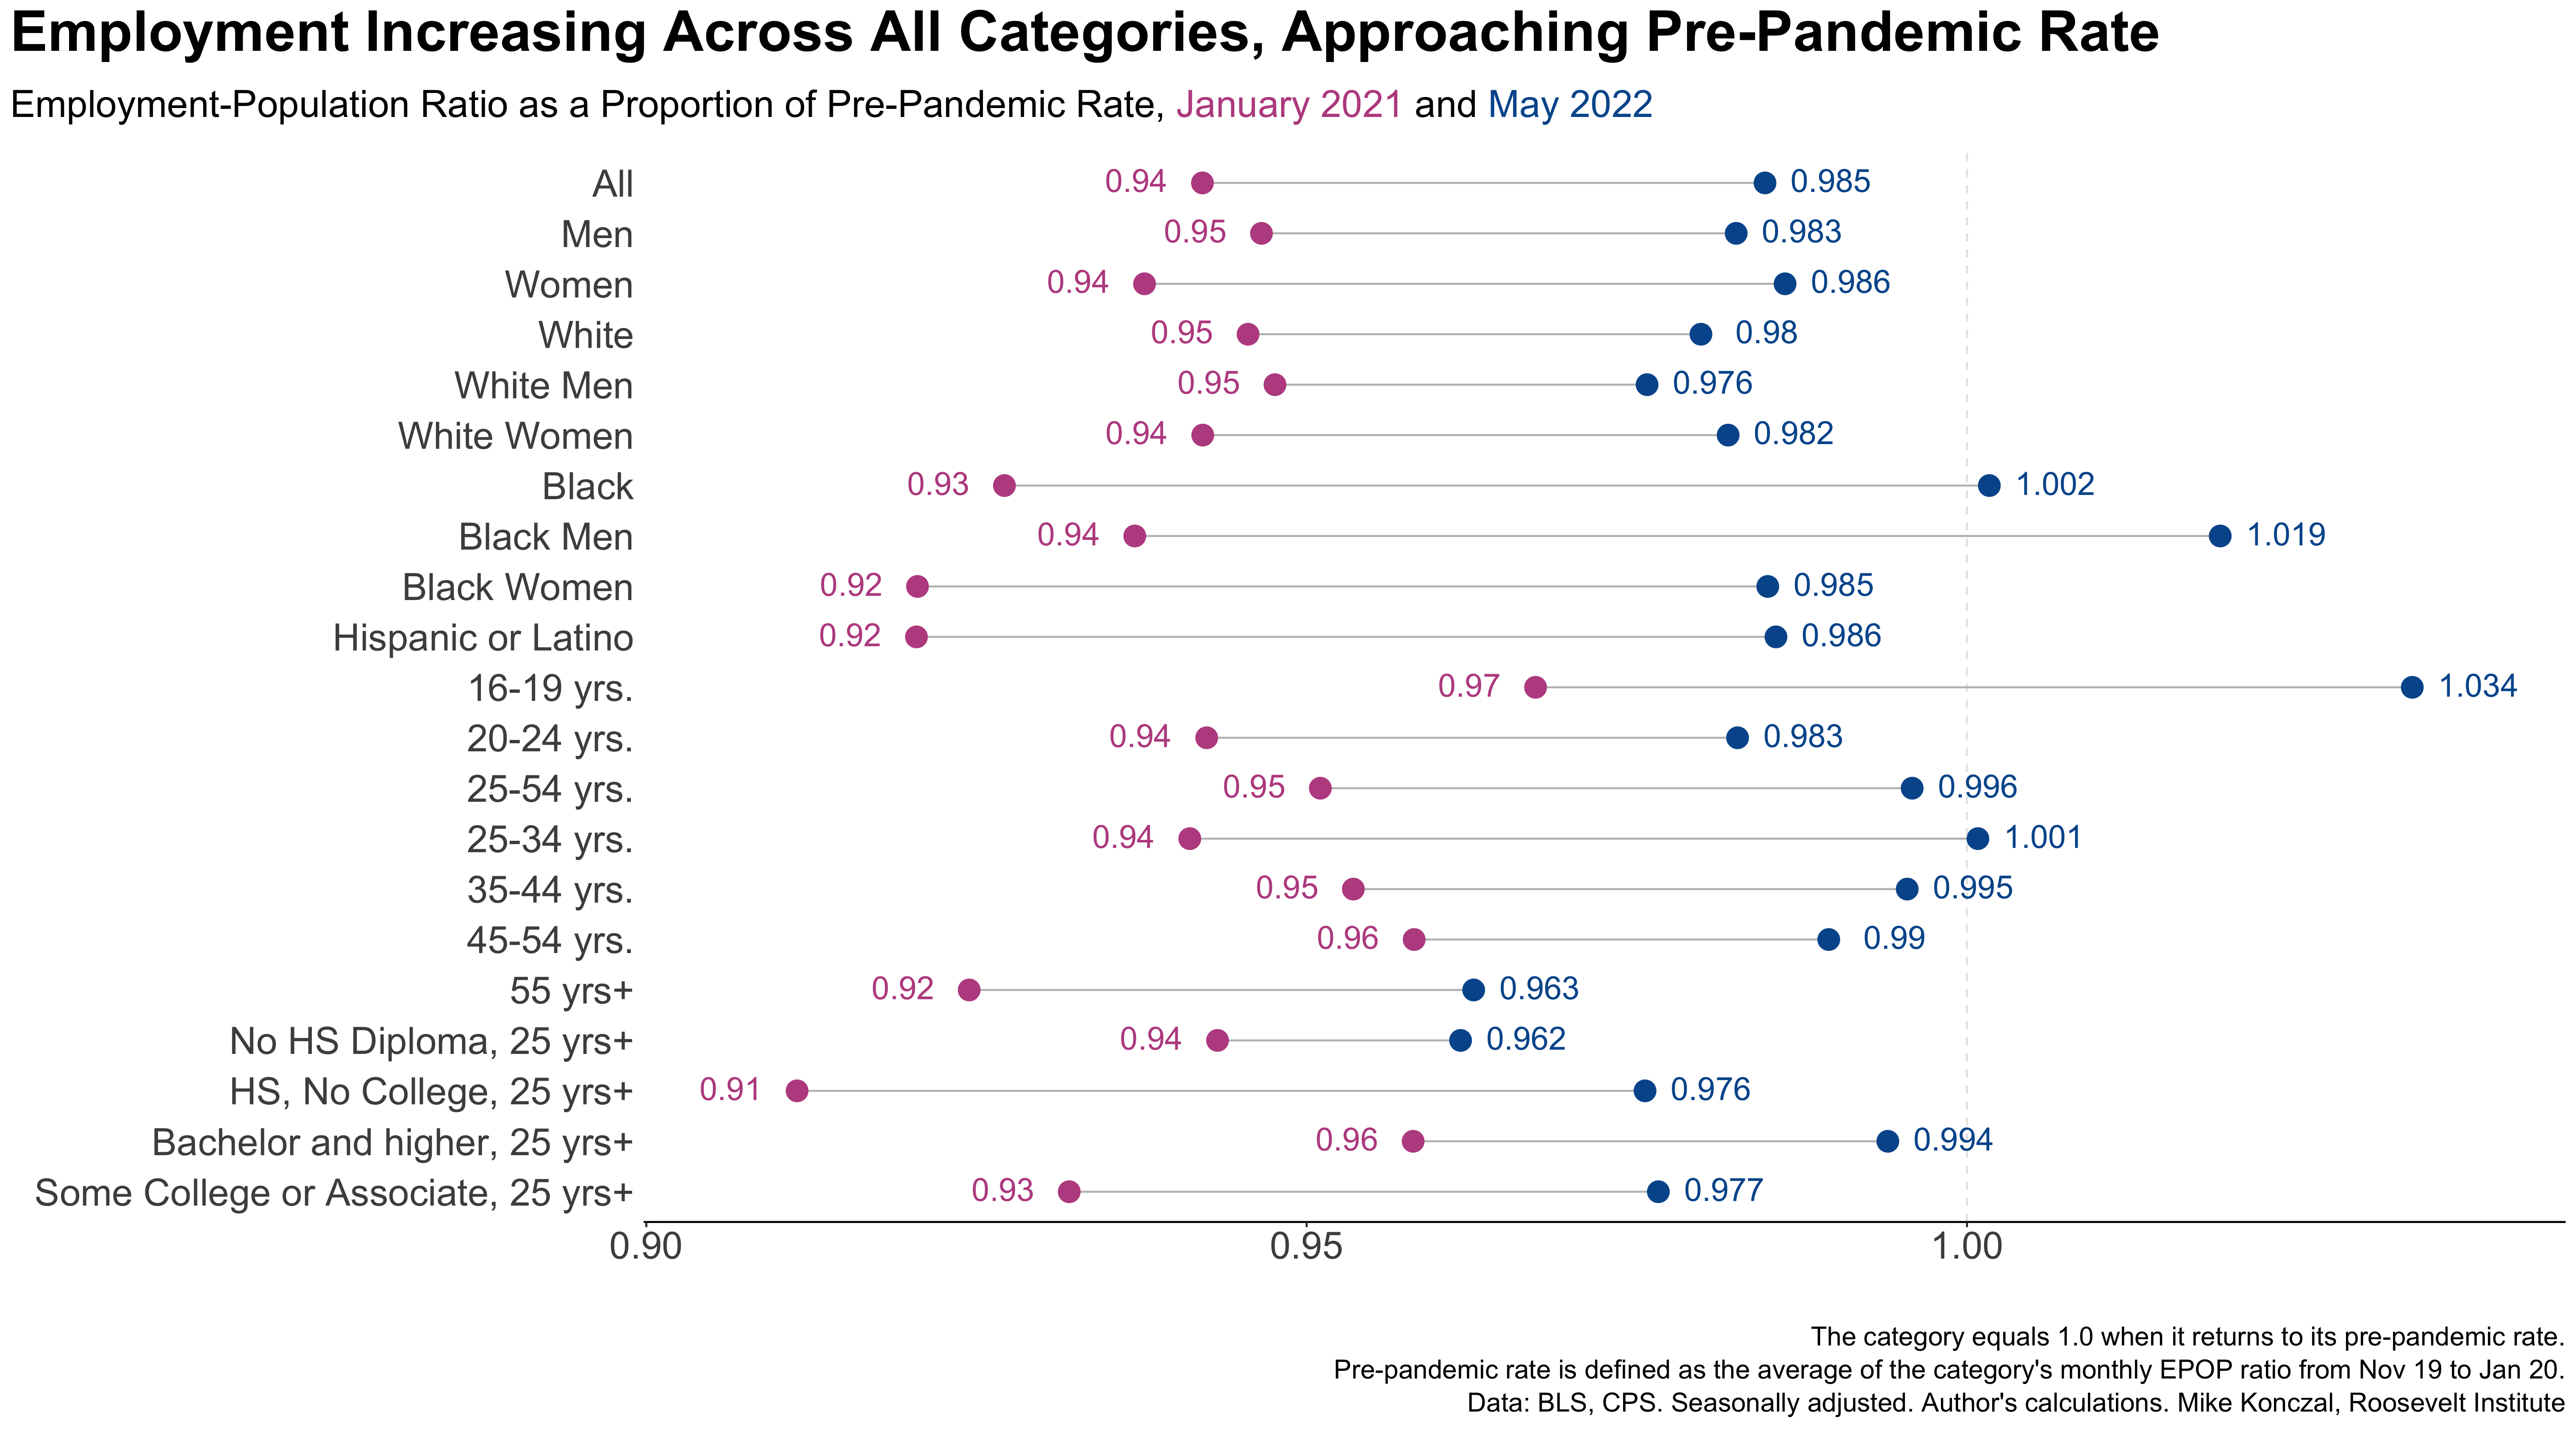 Employment Increasing Across All Categories, Approaching Pre-Pandemic Rate
Employment-Population Ratio as a Proportion of Pre-Pandemic Rate, January 2021 and May 2022
All 0.94 0.985
Men 0.95 0.983
Women 0.94 0.986
White 0.95 0.98
White Men 0.95 0.976
White Women 0.94 0.982
Black 0.93 1.002
Black Men 0.94 1.019
Black Women 0.92 0.985
Hispanic or Latino 0.92 0.986
16-19 yrs. 0.97 1.034
20-24 yrs. 0.94 0.983
25-54 yrs. 0.95 0.996
25-34 yrs. 0.94 1.001
35-44 yrs. 0.95 0.995
45-54 yrs. 0.96 0.99
55 yrs+ 0.92 0.963
No HS Diploma, 25 yrs+ 0.94 0.962
HS, No College, 25 yrs+ 0.91 0.976
Bachelor and higher, 25 yrs+ 0.96 0.994
Some College or Associate, 25 yrs+ 0.93 0.977
0.90 0.95 1.00
The category equals 1.0 when it returns to its pre-pandemic rate.
Pre-pandemic rate is defined as the average of the category's monthly EPOP ratio from Nov 19 to Jan 20.
Data: BLS, CPS. Seasonally adjusted. Author's calculations. Mike Konczal, Roosevelt Institute